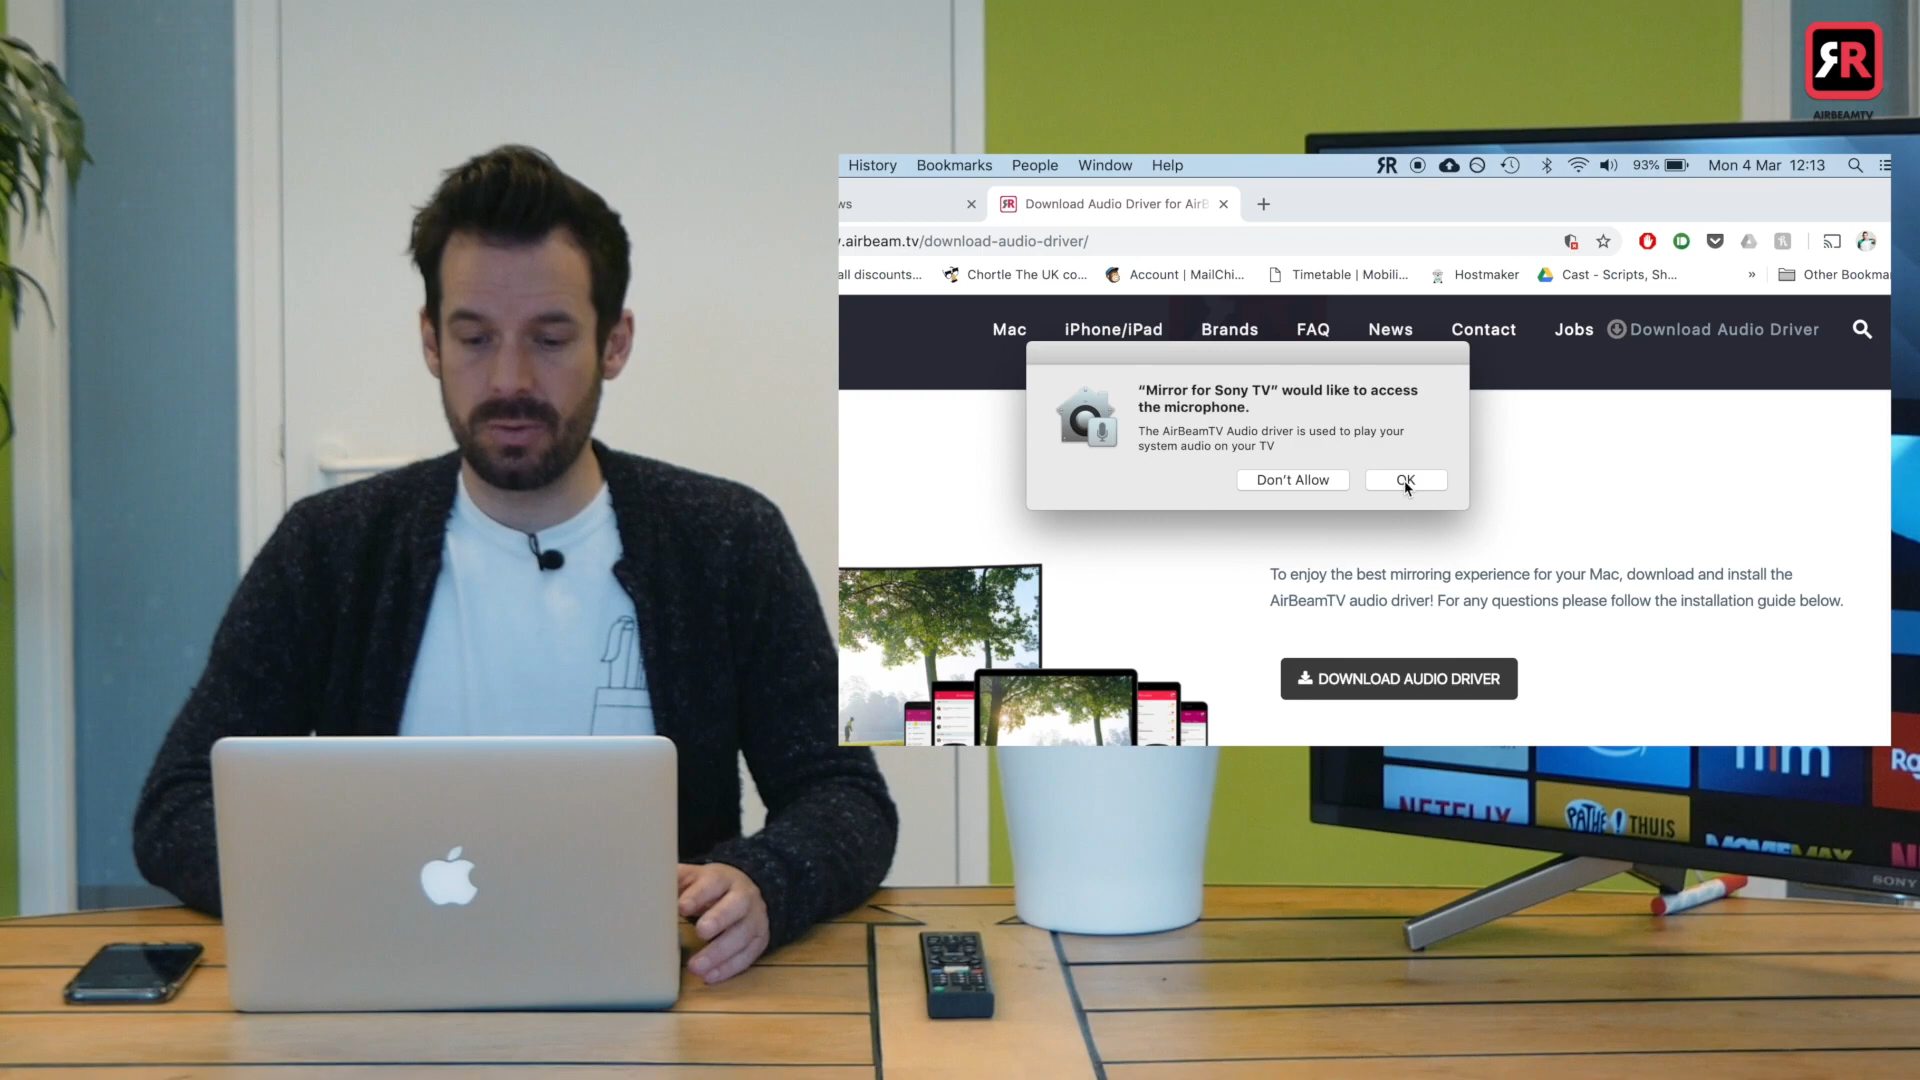 ЯR
AIRBEAMTV
History Bookmarks People Window Help ЯR 93% Mon 4 Mar 12:13
ws Download Audio Driver for AirB
.airbeam.tv/download-audio-driver/
all discounts... Chortle The UK co... Account | MailChi... Timetable | Mobili... Hostmaker Cast - Scripts, Sh... » Other Bookma
Mac iPhone/iPad Brands FAQ News Contact Jobs Download Audio Driver
“Mirror for Sony TV” would like to access
the microphone.
The AirBeamTV Audio driver is used to play your
system audio on your TV
Don't Allow OK
To enjoy the best mirroring experience for your Mac, download and install the
AirBeamTV audio driver! For any questions please follow the installation guide below.
DOWNLOAD AUDIO DRIVER
NETFLIX
PATHÉ THUIS
MOVIEMAX
SONY